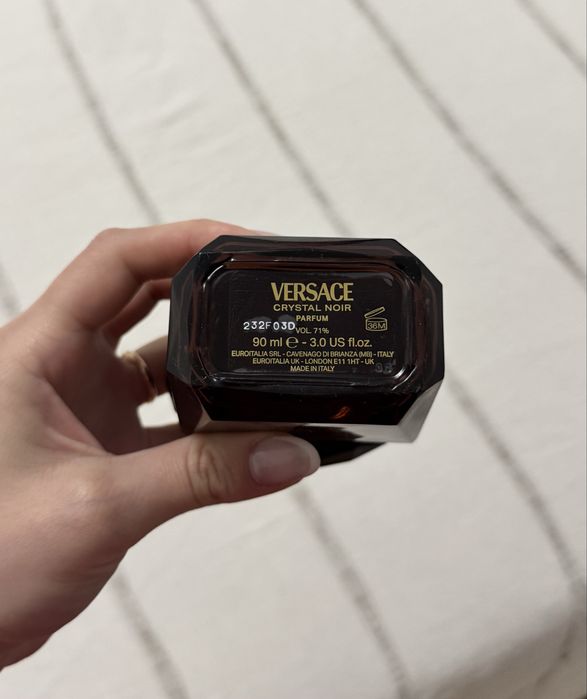 VERSACE
CRYSTAL NOIR
PARFUM
232F03D
VOL. 71%
36M
90 ml ℮ - 3.0 US fl.oz.
EUROITALIA SRL - CAVENAGO DI BRIANZA (MB) - ITALY
EUROITALIA UK - LONDON E11 1HT - UK
MADE IN ITALY